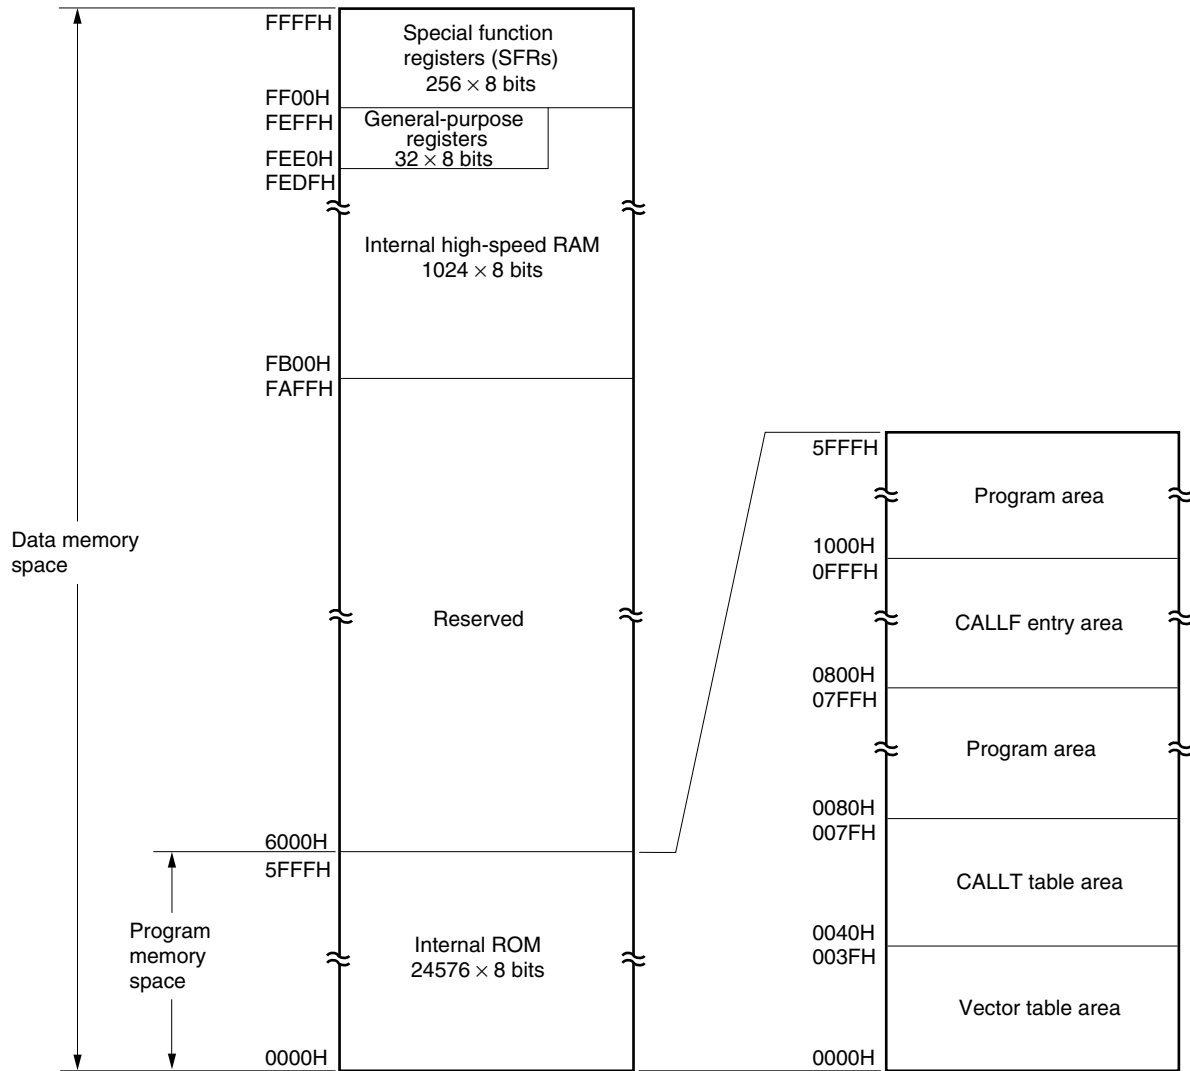 FFFFH
Special function
registers (SFRs)
256 × 8 bits
FF00H
FEFFH
General-purpose
registers
32 × 8 bits
FEE0H
FEDFH
Internal high-speed RAM
1024 × 8 bits
FB00H
FAFFH
Data memory
space
Reserved
6000H
5FFFH
Program
memory
space
Internal ROM
24576 × 8 bits
0000H
5FFFH
Program area
1000H
0FFFH
CALLF entry area
0800H
07FFH
Program area
0080H
007FH
CALLT table area
0040H
003FH
Vector table area
0000H